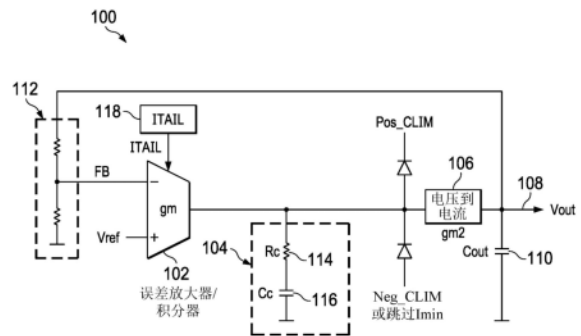 100
112
118
ITAIL
ITAIL
Pos_CLIM
106
电压到
电流
gm2
108
Vout
FB
gm
Vref
102
误差放大器/
积分器
104
Rc
114
Cc
116
Neg_CLIM
或跳过Imin
Cout
110